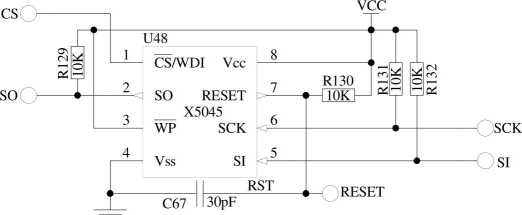 VCC
CS
U48
1
CS/WDI
Vcc
8
R129
10K
R130
10K
R131
10K
R132
10K
SO
2
SO
RESET
7
X5045
3
WP
SCK
6
SCK
4
Vss
SI
5
SI
C67
30pF
RST
RESET